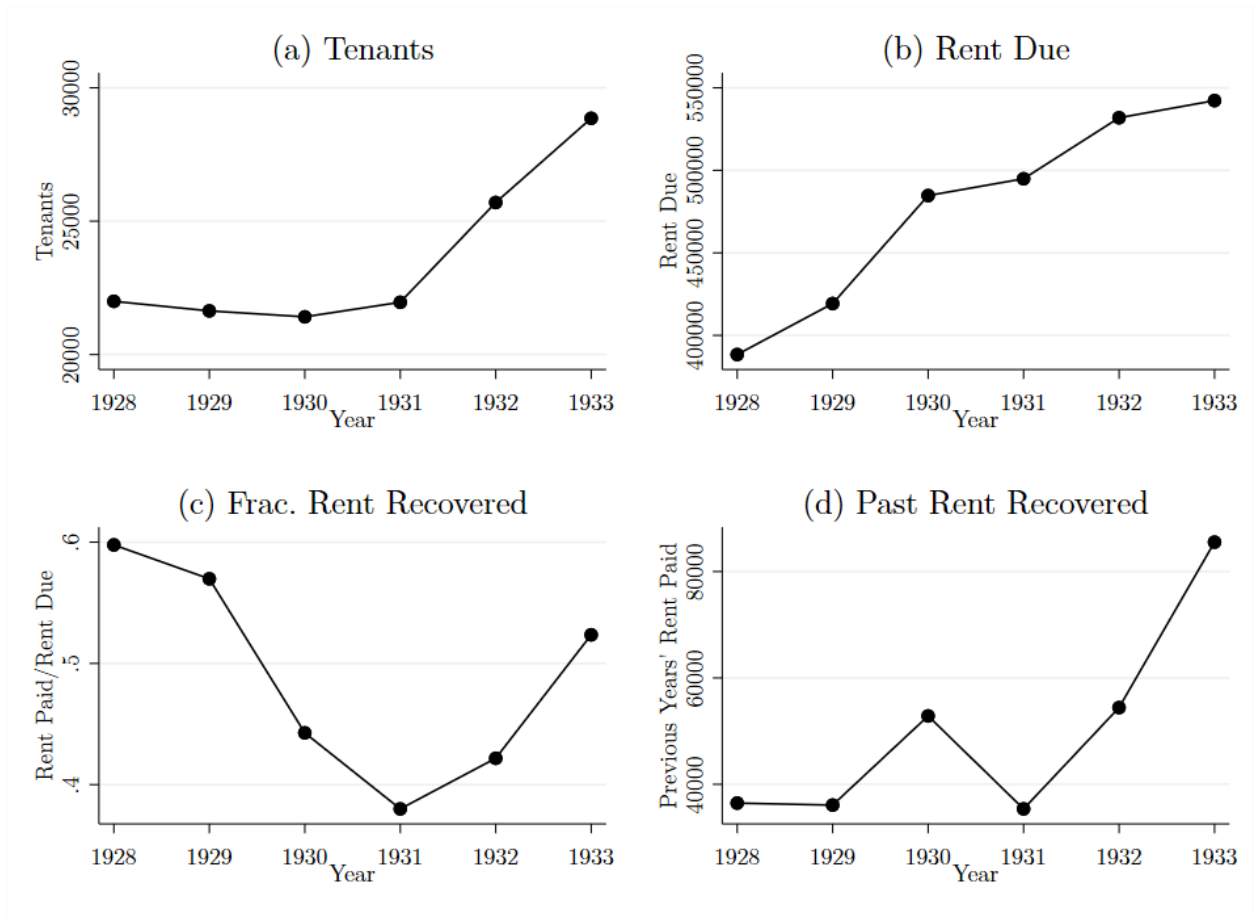 (a) Tenants
Tenants
30000
25000
20000
1928 1929 1930 1931 1932 1933
Year
(b) Rent Due
Rent Due
550000
500000
450000
400000
1928 1929 1930 1931 1932 1933
Year
(c) Frac. Rent Recovered
Rent Paid/Rent Due
.6
.5
.4
1928 1929 1930 1931 1932 1933
Year
(d) Past Rent Recovered
Previous Years' Rent Paid
80000
60000
40000
1928 1929 1930 1931 1932 1933
Year